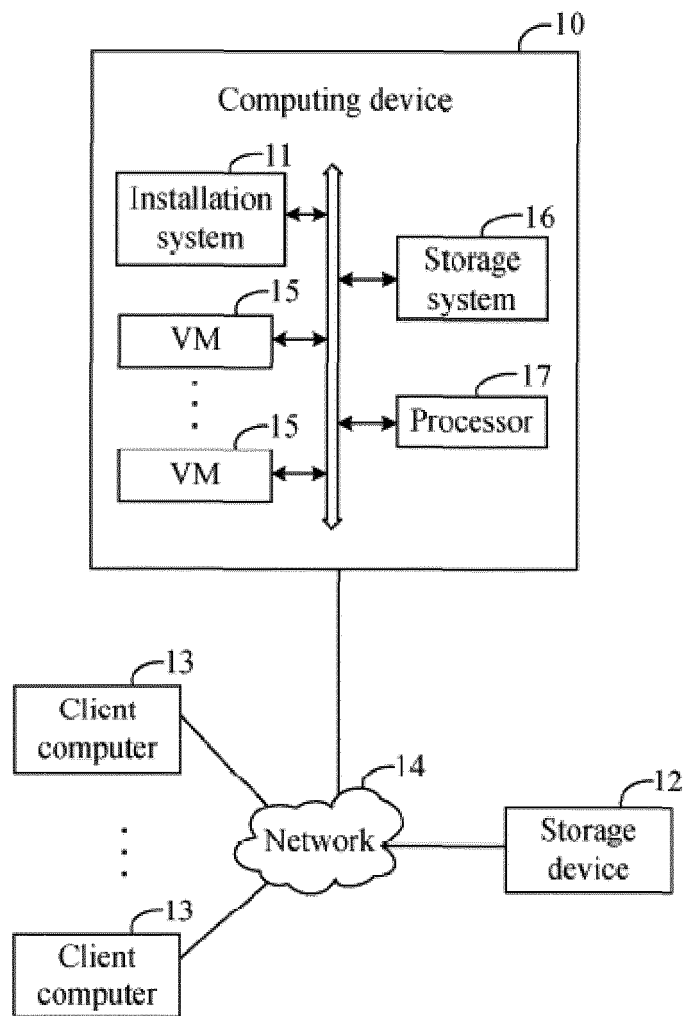 10
Computing device
11
Installation
system
16
Storage
system
15
VM
17
Processor
15
VM
13
Client
computer
14
Network
12
Storage
device
13
Client
computer